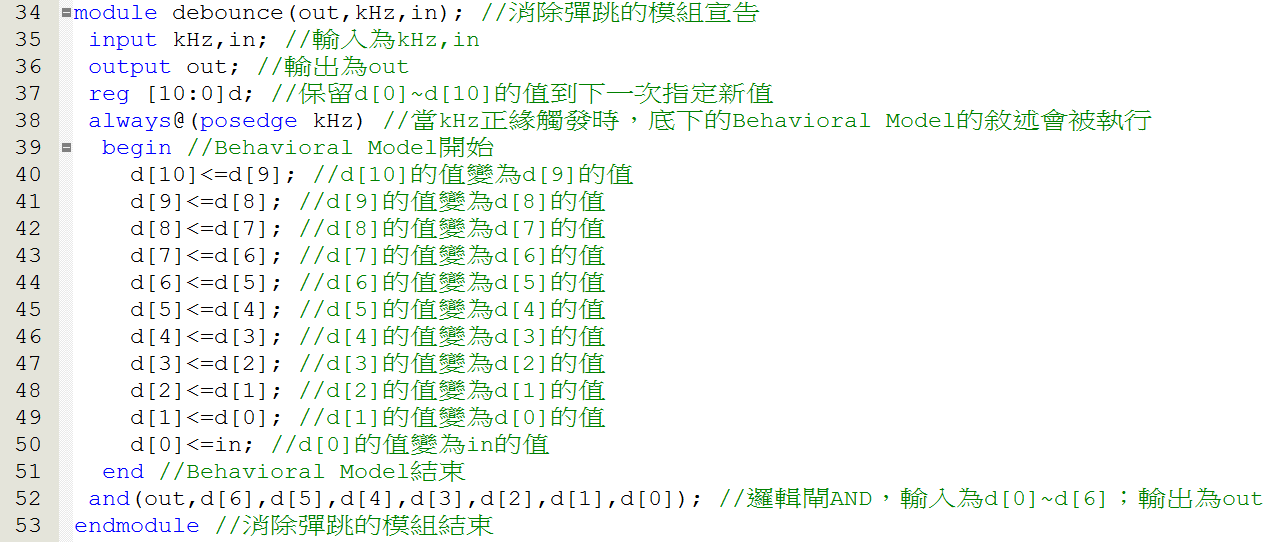 34 module debounce(out,kHz,in); //消除彈跳的模組宣告
35 input kHz,in; //輸入為kHz,in
36 output out; //輸出為out
37 reg [10:0]d; //保留d[0]~d[10]的值到下一次指定新值
38 always@(posedge kHz) //當kHz正緣觸發時，底下的Behavioral Model的敘述會被執行
39 begin //Behavioral Model開始
40 d[10]<=d[9]; //d[10]的值變為d[9]的值
41 d[9]<=d[8]; //d[9]的值變為d[8]的值
42 d[8]<=d[7]; //d[8]的值變為d[7]的值
43 d[7]<=d[6]; //d[7]的值變為d[6]的值
44 d[6]<=d[5]; //d[6]的值變為d[5]的值
45 d[5]<=d[4]; //d[5]的值變為d[4]的值
46 d[4]<=d[3]; //d[4]的值變為d[3]的值
47 d[3]<=d[2]; //d[3]的值變為d[2]的值
48 d[2]<=d[1]; //d[2]的值變為d[1]的值
49 d[1]<=d[0]; //d[1]的值變為d[0]的值
50 d[0]<=in; //d[0]的值變為in的值
51 end //Behavioral Model結束
52 and(out,d[6],d[5],d[4],d[3],d[2],d[1],d[0]); //邏輯閘AND，輸入為d[0]~d[6]；輸出為out
53 endmodule //消除彈跳的模組結束